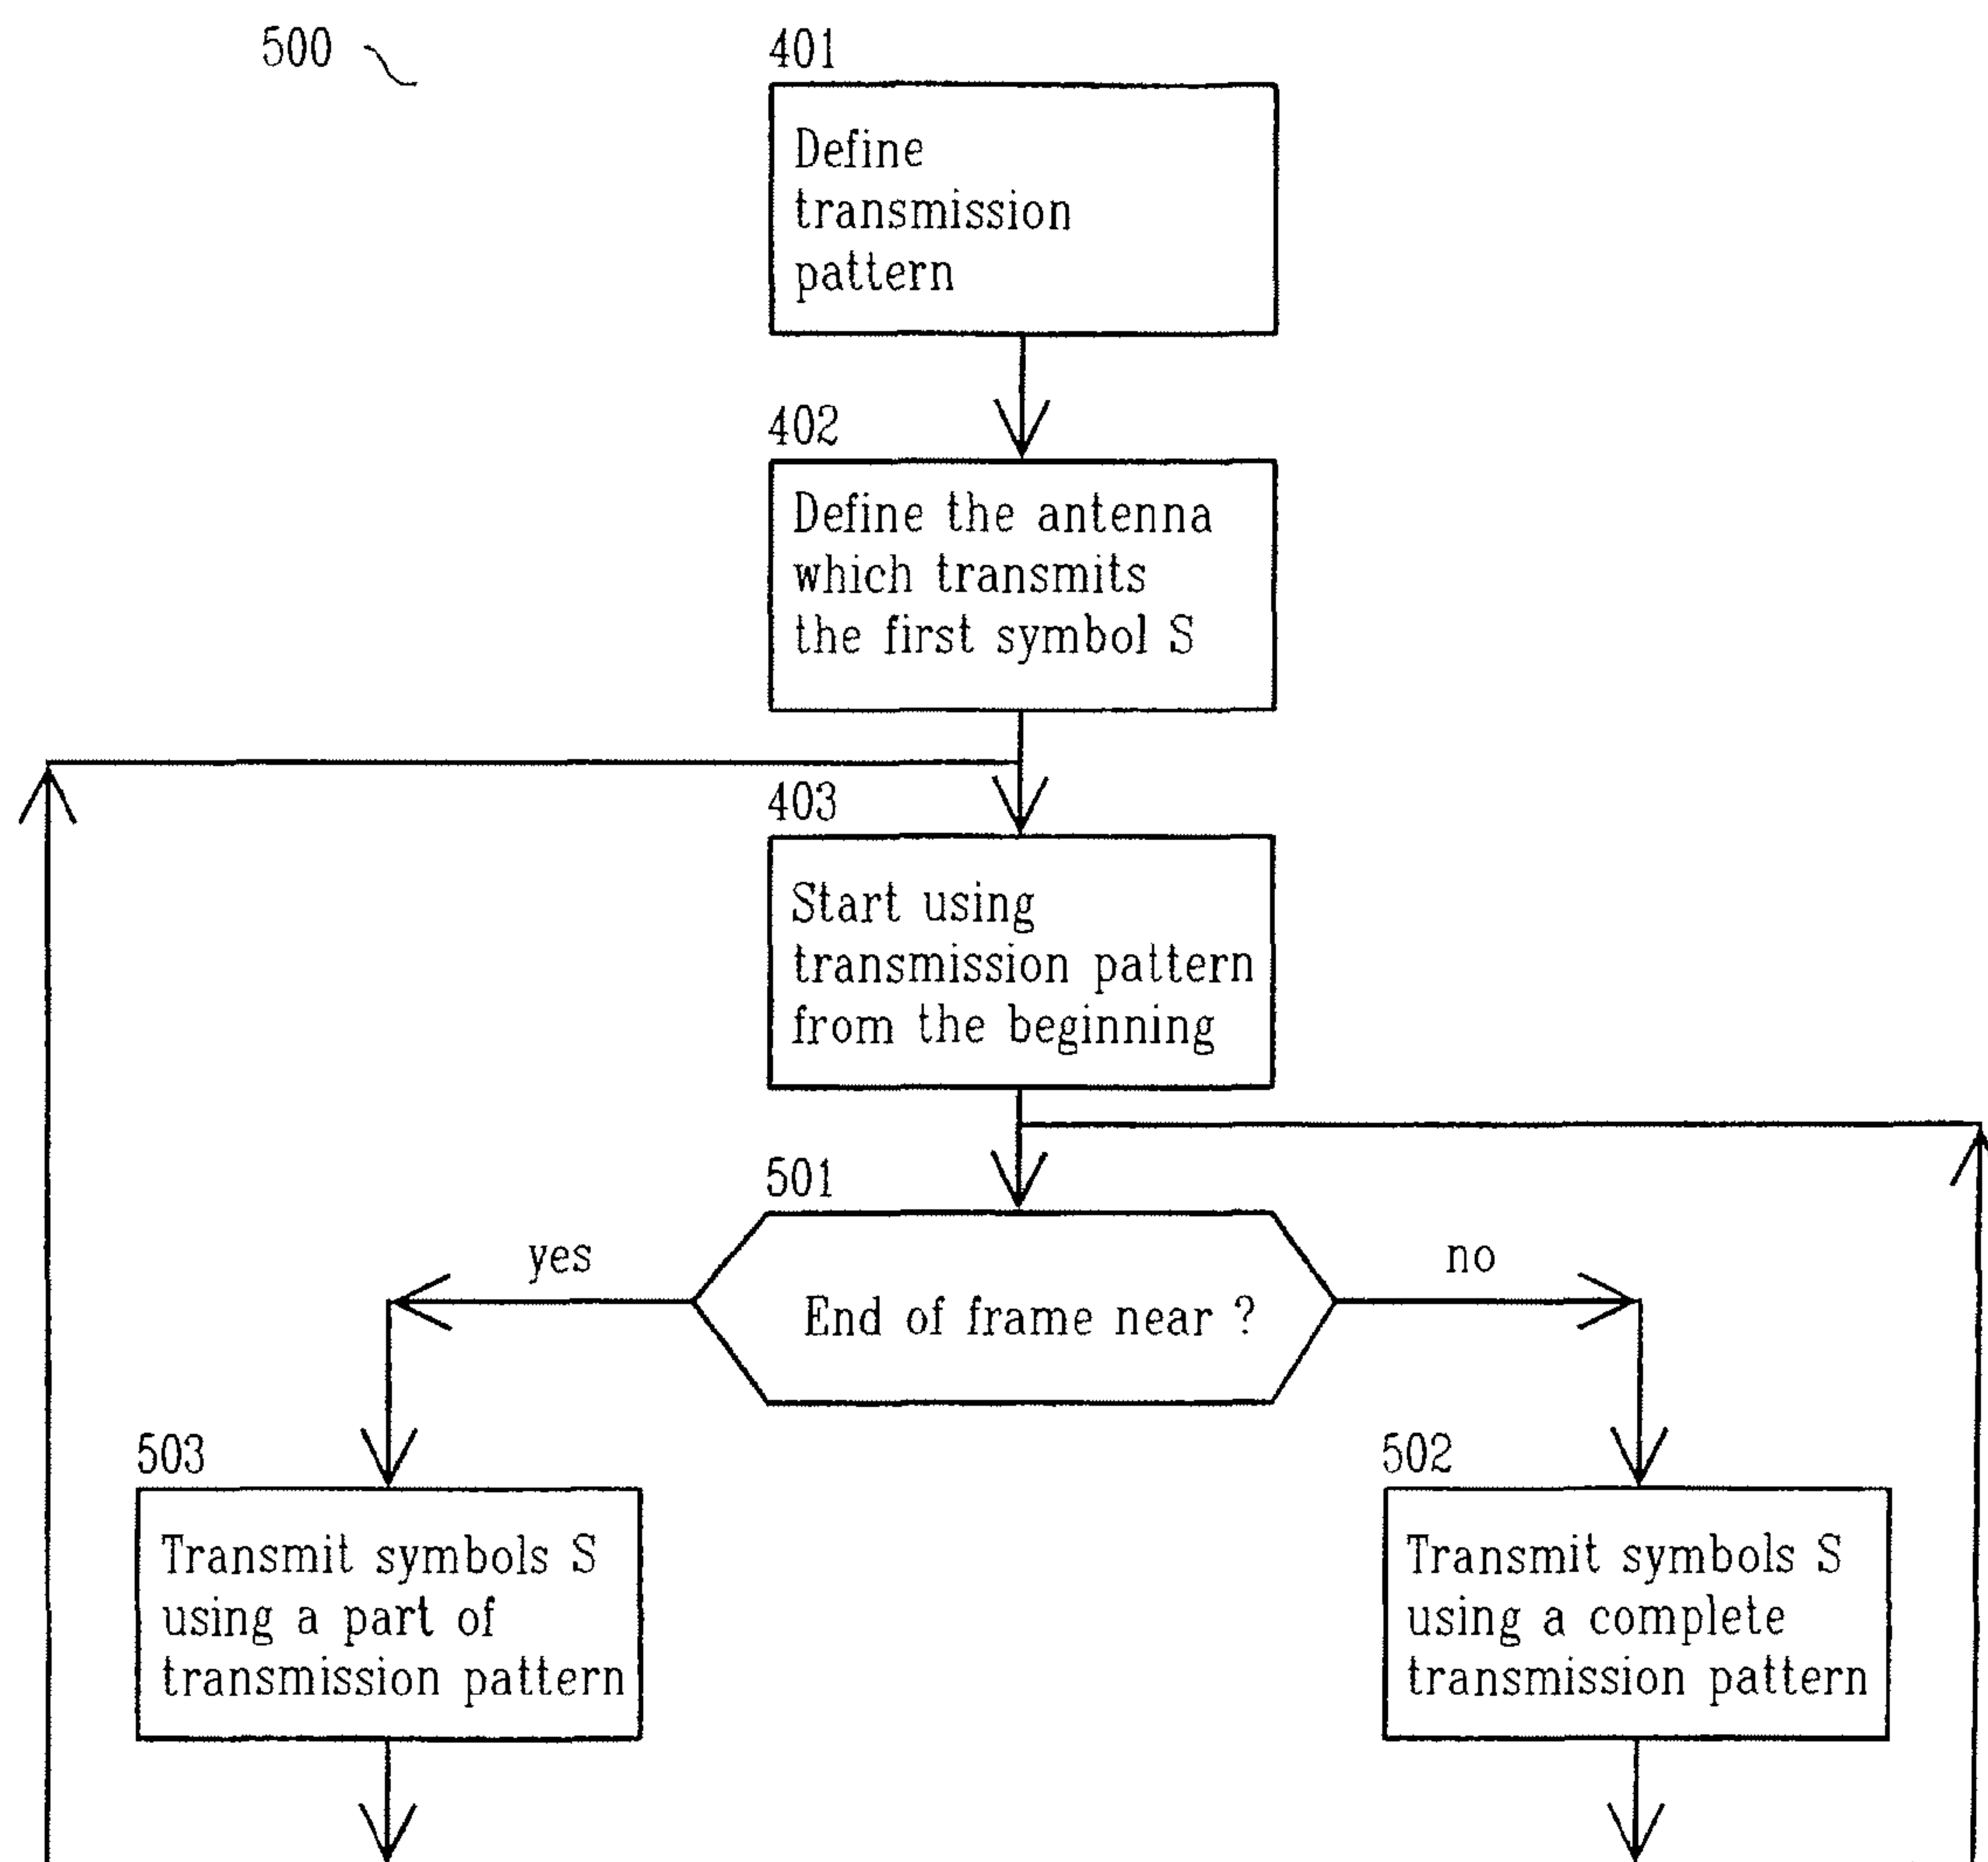 500
401
Define
transmission
pattern
402
Define the antenna
which transmits
the first symbol S
403
Start using
transmission pattern
from the beginning
501
yes
no
End of frame near ?
503
Transmit symbols S
using a part of
transmission pattern
502
Transmit symbols S
using a complete
transmission pattern